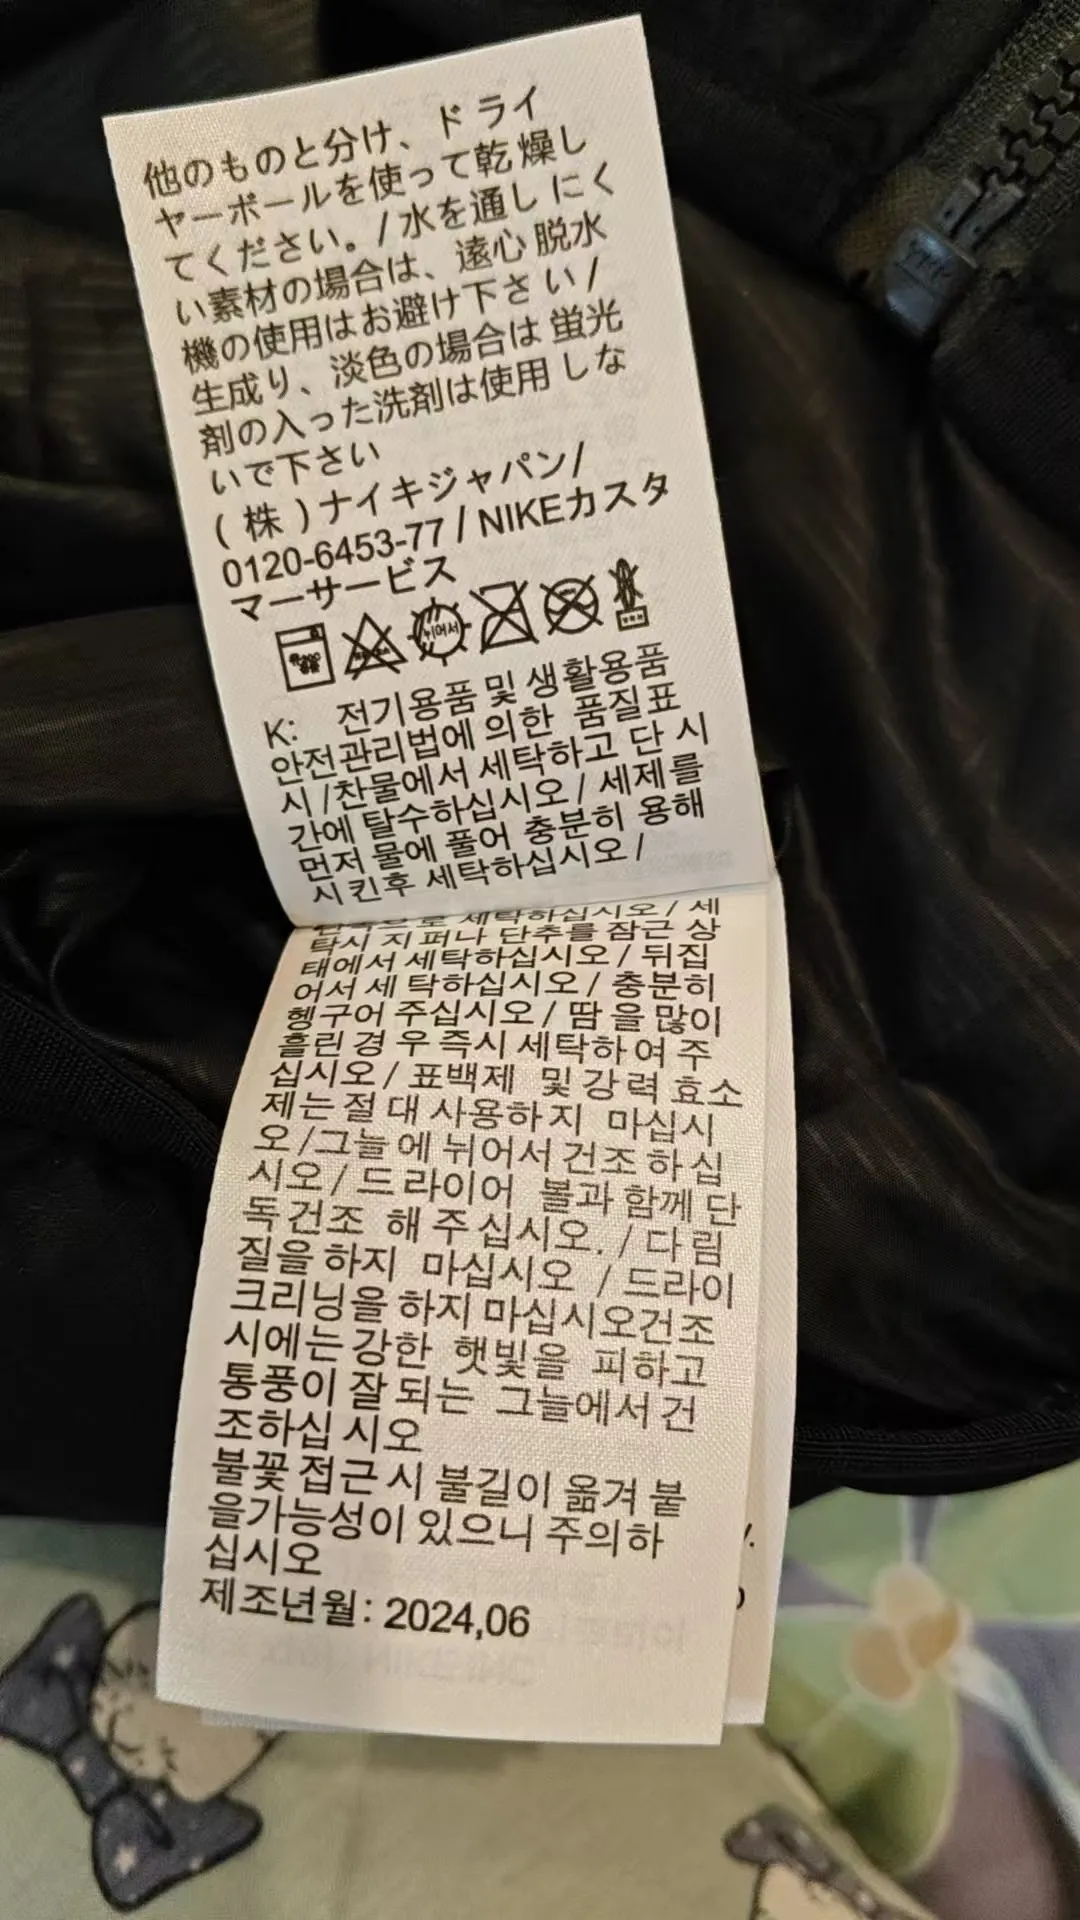 他のものと分け、ドライ
ヤーボールを使って乾燥し
てください。/水を通しにく
い素材の場合は、遠心脱水
機の使用はお避け下さい/
生成り、淡色の場合は蛍光
剤の入った洗剤は使用しな
いで下さい
(株)ナイキジャパン/
0120-6453-77 / NIKEカスタ
マーサービス
뉘어서
K: 전기용품 및 생활용품
안전관리법에 의한 품질표
시 /찬물에서 세탁하고 단 시
간에 탈수하십시오 / 세제를
먼저 물에 풀어 충분히 용해
시킨후 세탁하십시오 /
세탁하십시오 / 세
탁시 지퍼나 단추를 잠근 상
태에서 세탁하십시오 / 뒤집
어서 세탁하십시오 / 충분히
헹구어 주십시오 / 땀을 많이
흘린 경우 즉시 세탁하여 주
십시오 / 표백제 및 강력 효소
제는 절대 사용하지 마십시
오 /그늘에 뉘어서 건조 하십
시오 / 드라이어 볼과 함께 단
독건조 해 주십시오. / 다림
질을 하지 마십시오 / 드라이
크리닝을 하지 마십시오건조
시에는 강한 햇빛을 피하고
통풍이 잘 되는 그늘에서 건
조하십시오
불꽃 접근 시 불길이 옮겨 붙
을가능성이 있으니 주의하
십시오
제조년월: 2024,06